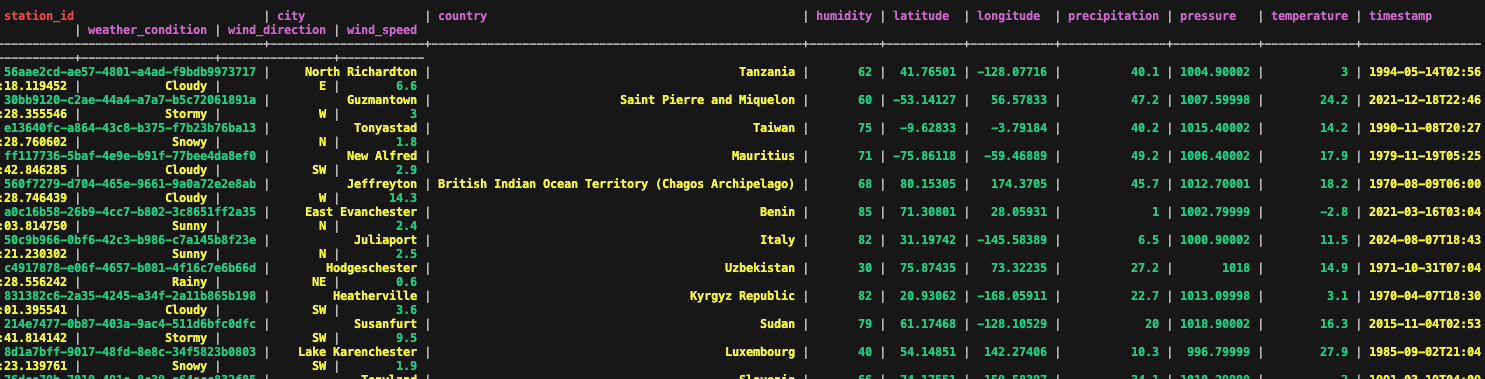 station_id | city | country | humidity | latitude | longitude | precipitation | pressure | temperature | timestamp
| weather_condition | wind_direction | wind_speed
56aae2cd-ae57-4801-a4ad-f9bdb9973717 | North Richardton | Tanzania | 62 | 41.76501 | -128.07716 | 40.1 | 1004.90002 | 3 | 1994-05-14T02:56
:18.119452 | Cloudy | E | 6.6
30bb9120-c2ae-44a4-a7a7-b5c72061891a | Guzmantown | Saint Pierre and Miquelon | 60 | -53.14127 | 56.57833 | 47.2 | 1007.59998 | 24.2 | 2021-12-18T22:46
:28.355546 | Stormy | W | 3
e13640fc-a864-43c8-b375-f7b23b76ba13 | Tonyastad | Taiwan | 75 | -9.62833 | -3.79184 | 40.2 | 1015.40002 | 14.2 | 1990-11-08T20:27
:28.760602 | Snowy | N | 1.8
ff117736-5baf-4e9e-b91f-77bee4da8ef0 | New Alfred | Mauritius | 71 | -75.86118 | -59.46889 | 49.2 | 1006.40002 | 17.9 | 1979-11-19T05:25
:42.846285 | Cloudy | SW | 2.9
560f7279-d704-465e-9661-9a0a72e2e8ab | Jeffreyton | British Indian Ocean Territory (Chagos Archipelago) | 68 | 80.15305 | 174.3705 | 45.7 | 1012.70001 | 18.2 | 1970-08-09T06:00
:28.746439 | Cloudy | W | 14.3
a0c16b58-26b9-4cc7-b802-3c8651ff2a35 | East Evanchester | Benin | 85 | 71.30801 | 28.05931 | 1 | 1002.79999 | -2.8 | 2021-03-16T03:04
:03.814750 | Sunny | N | 2.4
50c9b966-0bf6-42c3-b986-c7a145b8f23e | Juliaport | Italy | 82 | 31.19742 | -145.58389 | 6.5 | 1000.90002 | 11.5 | 2024-08-07T18:43
:21.230302 | Sunny | N | 2.5
c4917878-e06f-4657-b081-4f16c7e6b66d | Hodgeschester | Uzbekistan | 30 | 75.87435 | 73.32235 | 27.2 | 1018 | 14.9 | 1971-10-31T07:04
:28.556242 | Rainy | NE | 0.6
831382c6-2a35-4245-a34f-2a11b865b198 | Heatherville | Kyrgyz Republic | 82 | 20.93062 | -168.05911 | 22.7 | 1013.09998 | 3.1 | 1970-04-07T18:30
:01.395541 | Cloudy | SW | 3.6
214e7477-0b87-403a-9ac4-511d6bfc0dfc | Susanfurt | Sudan | 79 | 61.17468 | -128.10529 | 20 | 1018.90002 | 16.3 | 2015-11-04T02:53
:41.814142 | Stormy | SW | 9.5
8d1a7bff-9017-48fd-8e8c-34f5823b0803 | Lake Karenchester | Luxembourg | 40 | 54.14851 | 142.27406 | 10.3 | 996.79999 | 27.9 | 1985-09-02T21:04
:23.139761 | Snowy | SW | 1.9